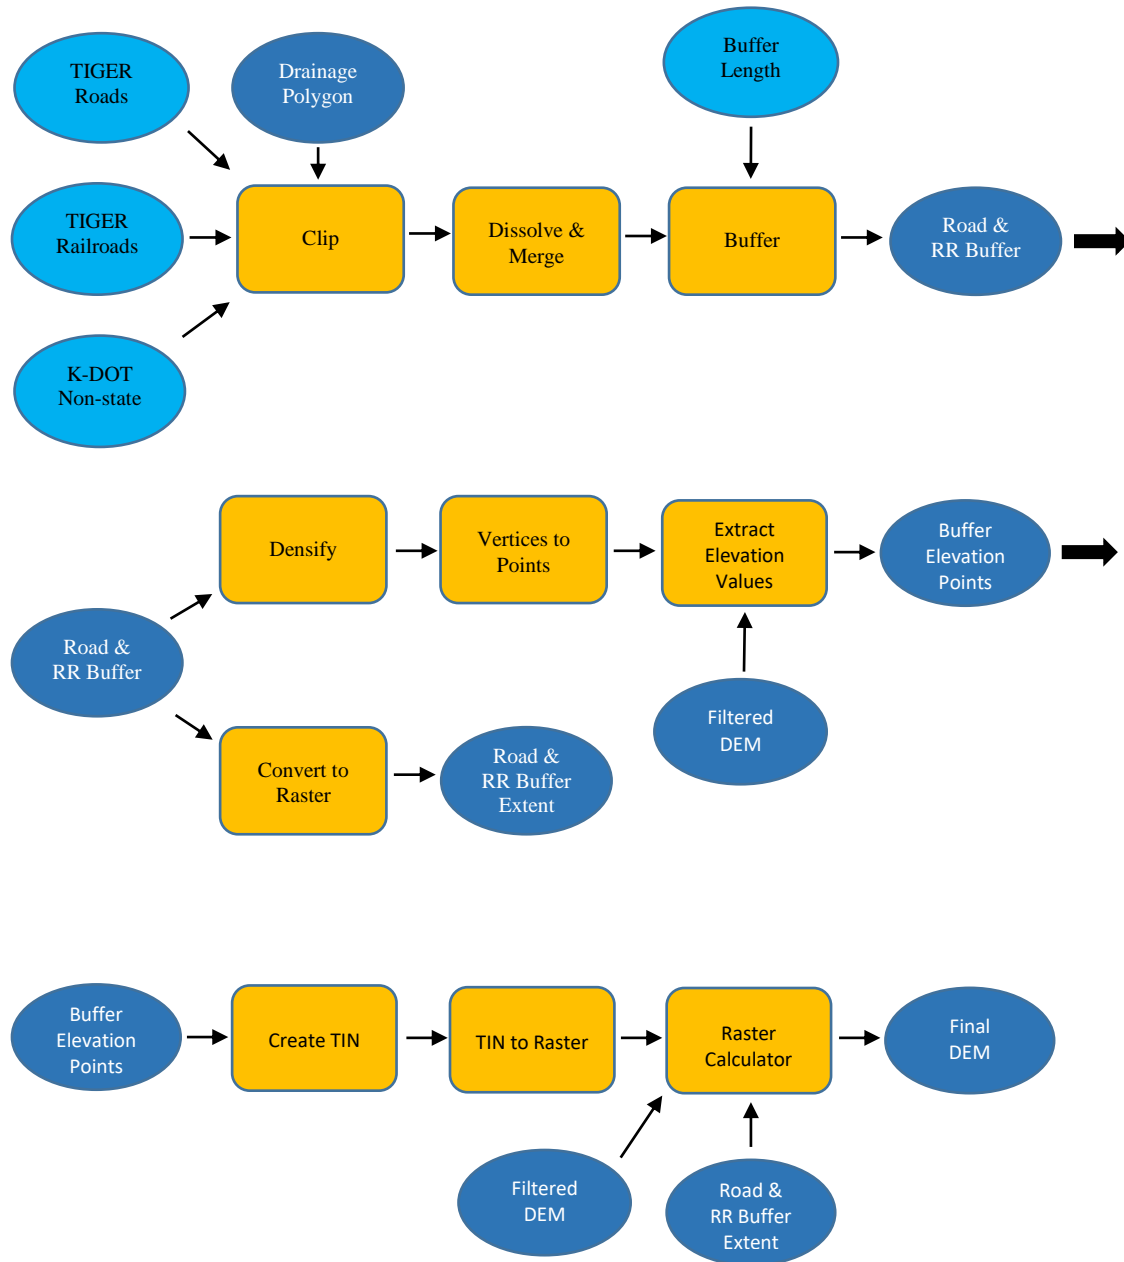 TIGER
Roads
Drainage
Polygon
Buffer
Length
TIGER
Railroads
Clip
Dissolve &
Merge
Buffer
Road &
RR Buffer
K-DOT
Non-state
Densify
Vertices to
Points
Extract
Elevation
Values
Buffer
Elevation
Points
Road &
RR Buffer
Filtered
DEM
Convert to
Raster
Road &
RR Buffer
Extent
Buffer
Elevation
Points
Create TIN
TIN to Raster
Raster
Calculator
Final
DEM
Filtered
DEM
Road &
RR Buffer
Extent